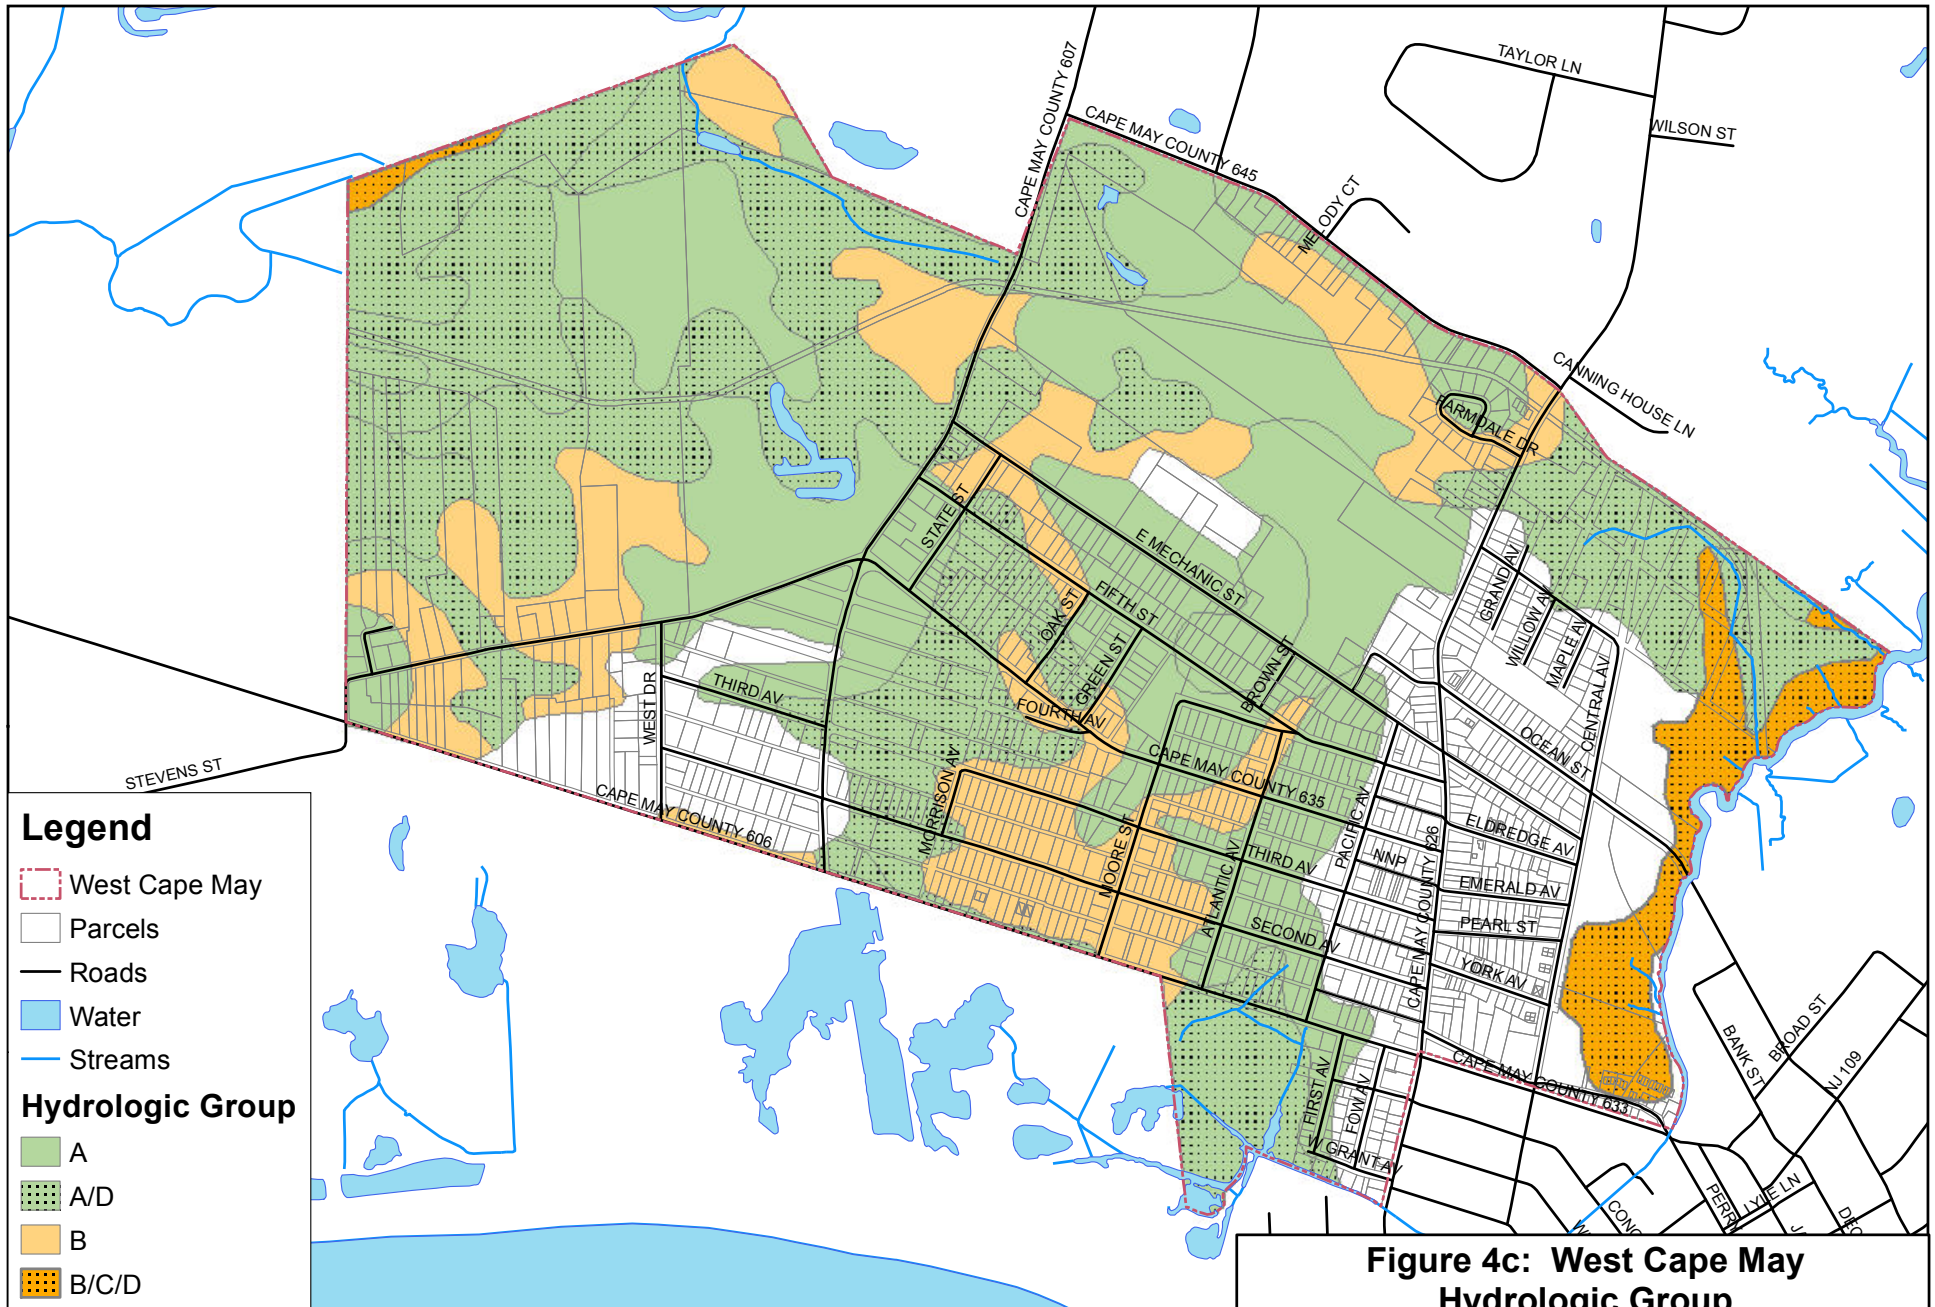 TAYLOR LN
WILSON ST
CAPE MAY COUNTY 607
CAPE MAY COUNTY 645
MELODY CT
CANNING HOUSE LN
FARMDALE DR
STATE ST
E MECHANIC ST
FIFTH ST
OAK ST
GREEN ST
BROWN ST
GRAND AV
WILLOW AV
MAPLE AV
CENTRAL AV
OCEAN ST
WEST DR
THIRD AV
FOURTH AV
CAPE MAY COUNTY 635
MORRISON AV
CAPE MAY COUNTY 606
MOORE ST
ATLANTIC AV
THIRD AV
PACIFIC AV
NNP
CAPE MAY COUNTY 626
ELDREDGE AV
EMERALD AV
PEARL ST
YORK AV
SECOND AV
CAPE MAY COUNTY 633
FIRST AV
FOW AV
W GRANT AV
STEVENS ST
BANK ST
BROAD ST
NJ 109
LYLE LN
Legend
West Cape May
Parcels
Roads
Water
Streams
Hydrologic Group
A
A/D
B
B/C/D
Figure 4c: West Cape May
Hydrologic Group